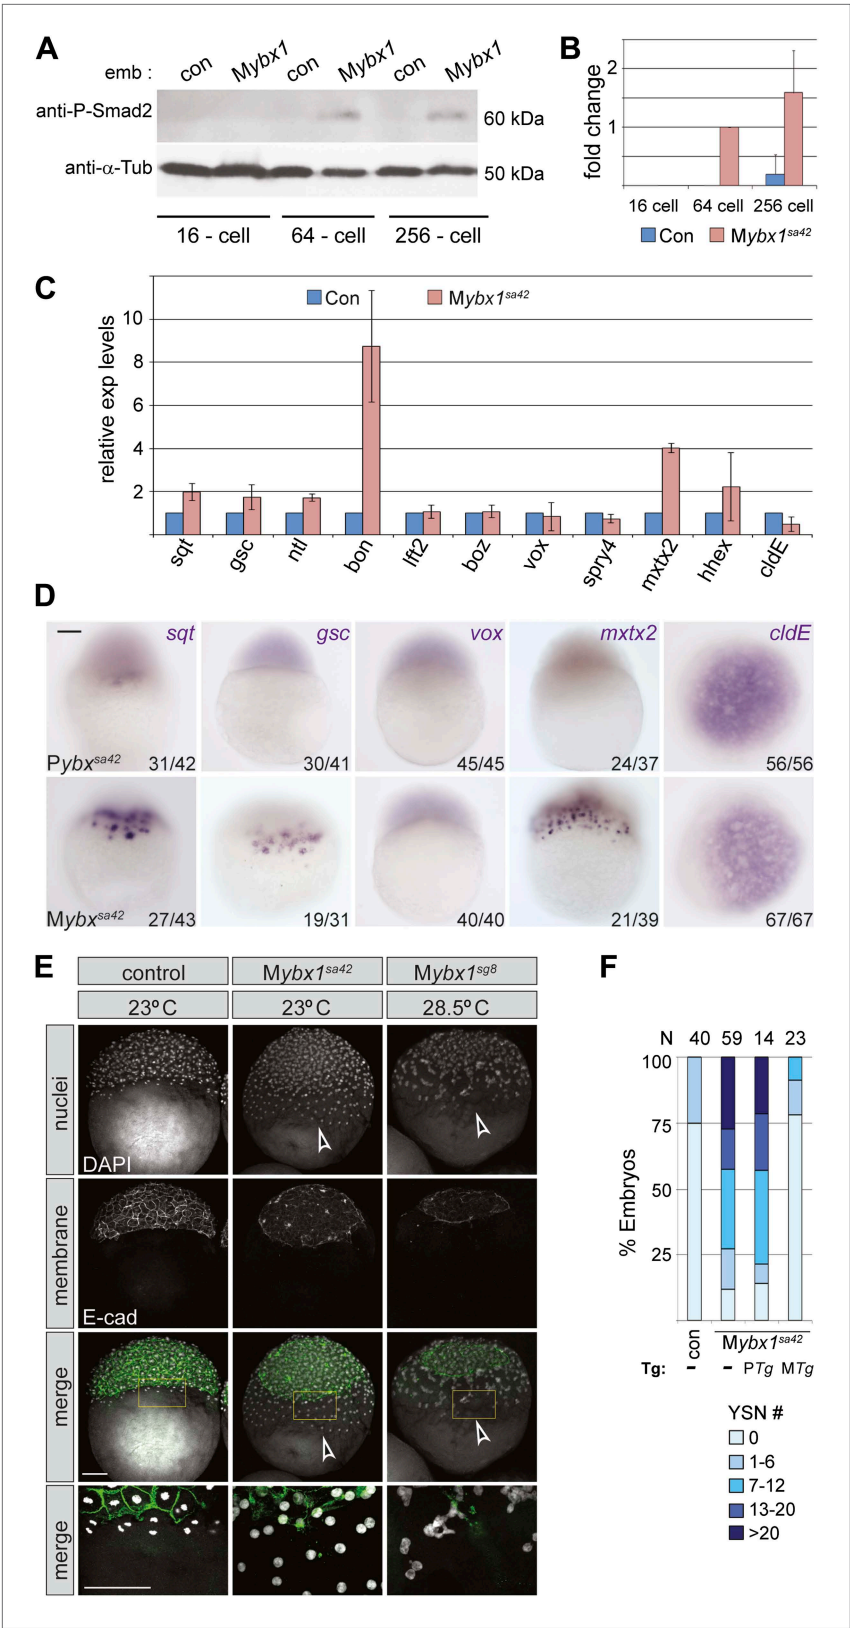 A
emb : con Mybx1 con Mybx1 con Mybx1
anti-P-Smad2
60 kDa
anti-α-Tub
50 kDa
16 - cell 64 - cell 256 - cell
B
fold change
2
1
16 cell 64 cell 256 cell
Con Mybx1sa42
C
Con Mybx1sa42
relative exp levels
10
8
6
4
2
sqt gsc ntl bon lft2 boz vox spry4 mxtx2 hhex cldE
D
sqt gsc vox mxtx2 cldE
Pybxsa42 31/42 30/41 45/45 24/37 56/56
Mybxsa42 27/43 19/31 40/40 21/39 67/67
E
control Mybx1sa42 Mybx1sg8
23ºC 23ºC 28.5ºC
nuclei
DAPI
membrane
E-cad
merge
merge
F
N 40 59 14 23
% Embryos
100
75
50
25
con Mybx1sa42
Tg: - - PTg MTg
YSN #
0
1-6
7-12
13-20
>20